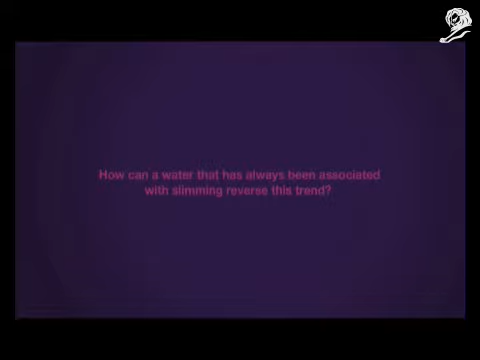 How can a water that has always been associated
with slimming reverse this trend?